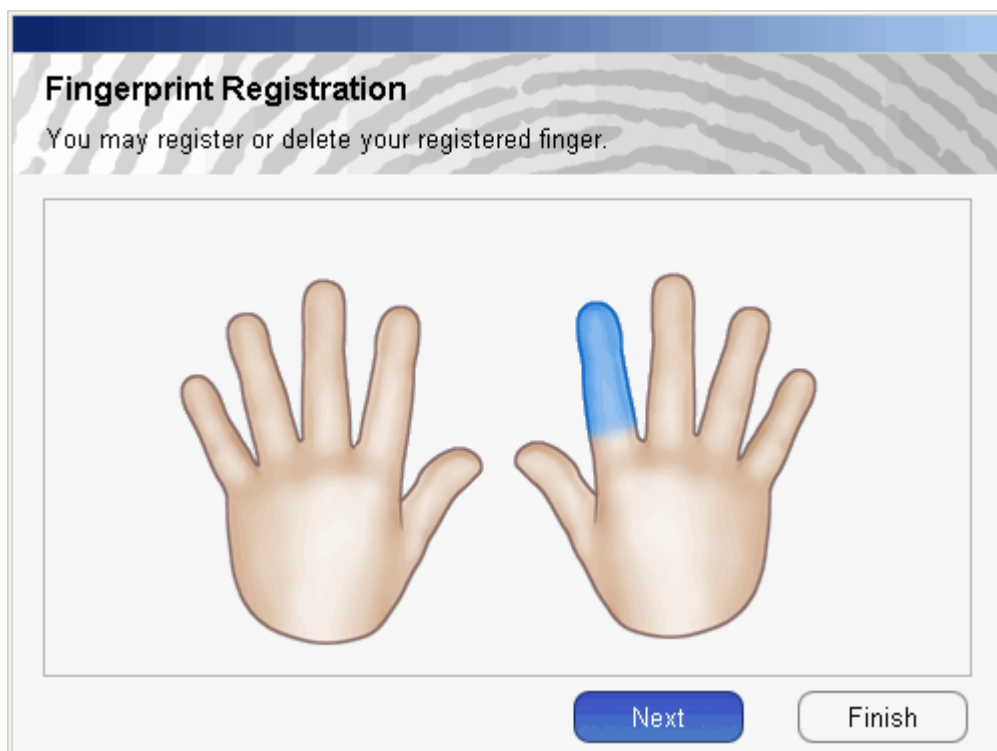 Fingerprint Registration
You may register or delete your registered finger.
Next
Finish